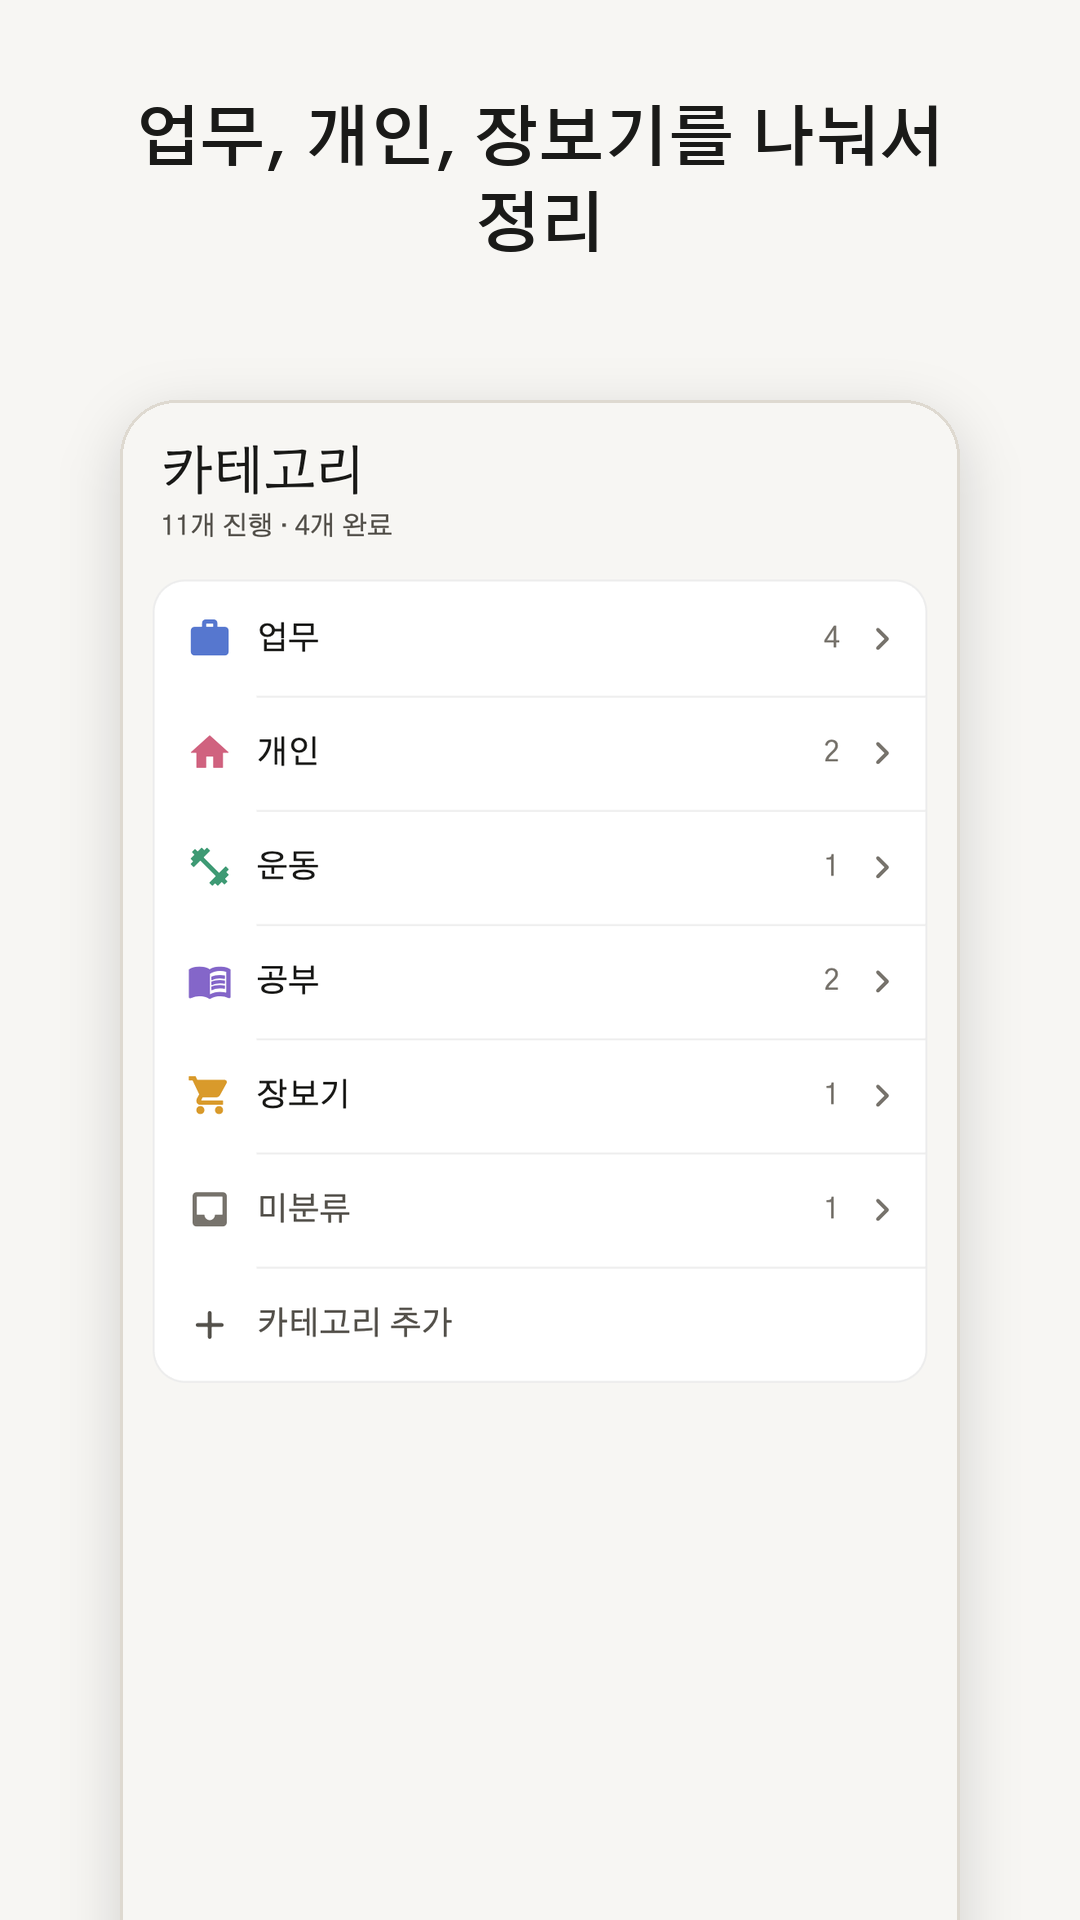 업무, 개인, 장보기를 나눠서
정리
카테고리
11개 진행 · 4개 완료
업무 4
개인 2
운동 1
공부 2
장보기 1
미분류 1
카테고리 추가